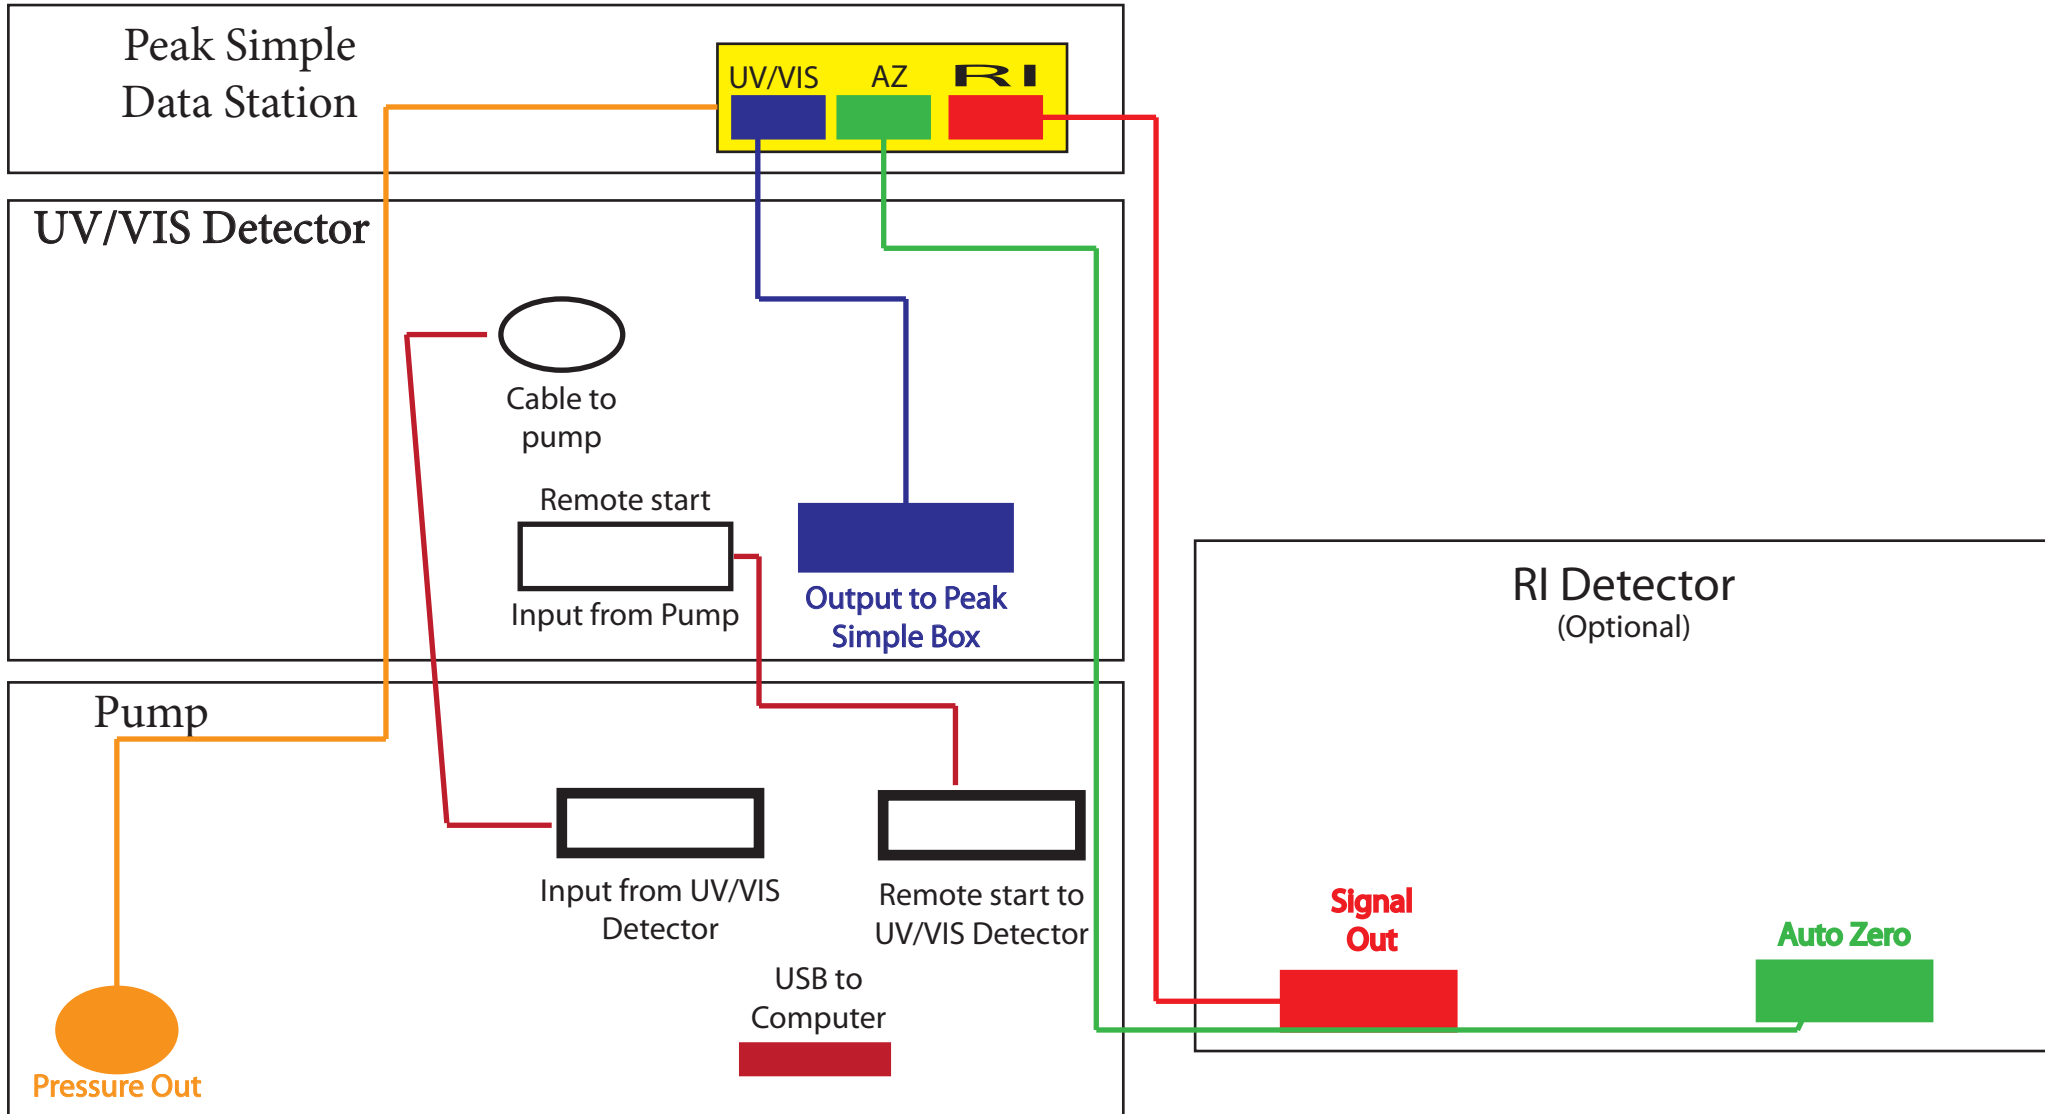 Peak Simple
Data Station
UV/VIS
AZ
RI
UV/VIS Detector
Cable to
pump
Remote start
Input from Pump
Output to Peak
Simple Box
RI Detector
(Optional)
Pump
Input from UV/VIS
Detector
Remote start to
UV/VIS Detector
Signal
Out
Auto Zero
USB to
Computer
Pressure Out